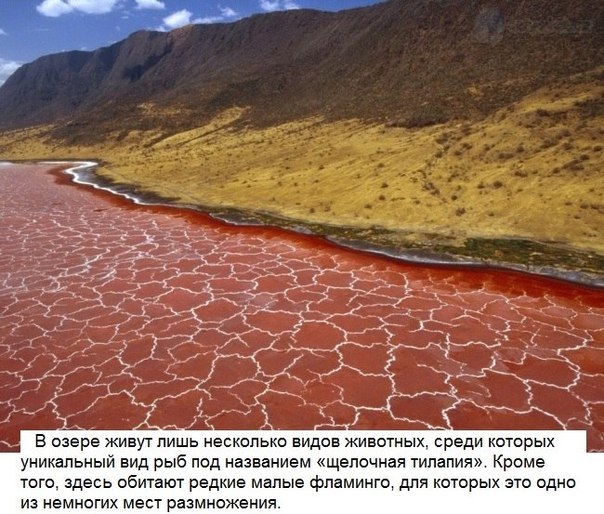 В озере живут лишь несколько видов животных, среди которых
уникальный вид рыб под названием «щелочная тилапия». Кроме
того, здесь обитают редкие малые фламинго, для которых это одно
из немногих мест размножения.